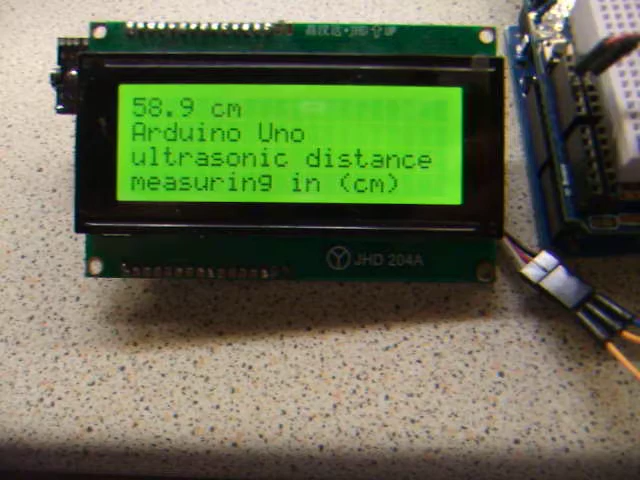 58.9 cm
Arduino Uno
ultrasonic distance
measuring in (cm)
JHD 204A